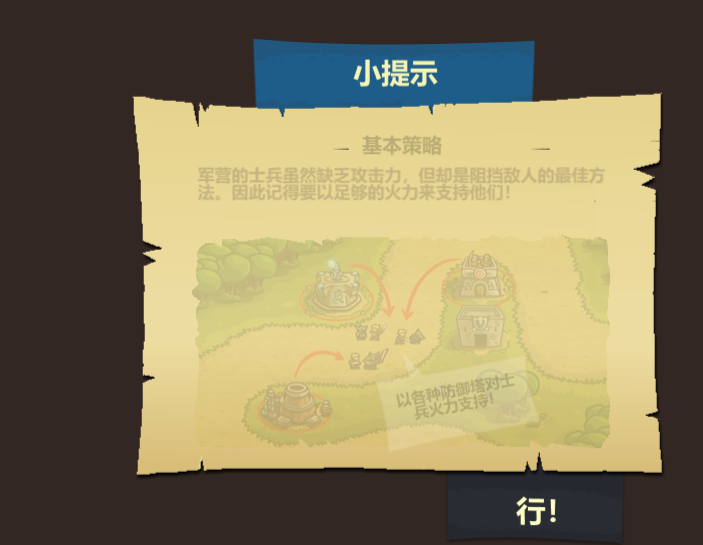 小提示
基本策略
军营的士兵虽然缺乏攻击力，但却是阻挡敌人的最佳方
法。因此记得要以足够的火力来支持他们！
以各种防御塔对士
兵火力支持！
行！